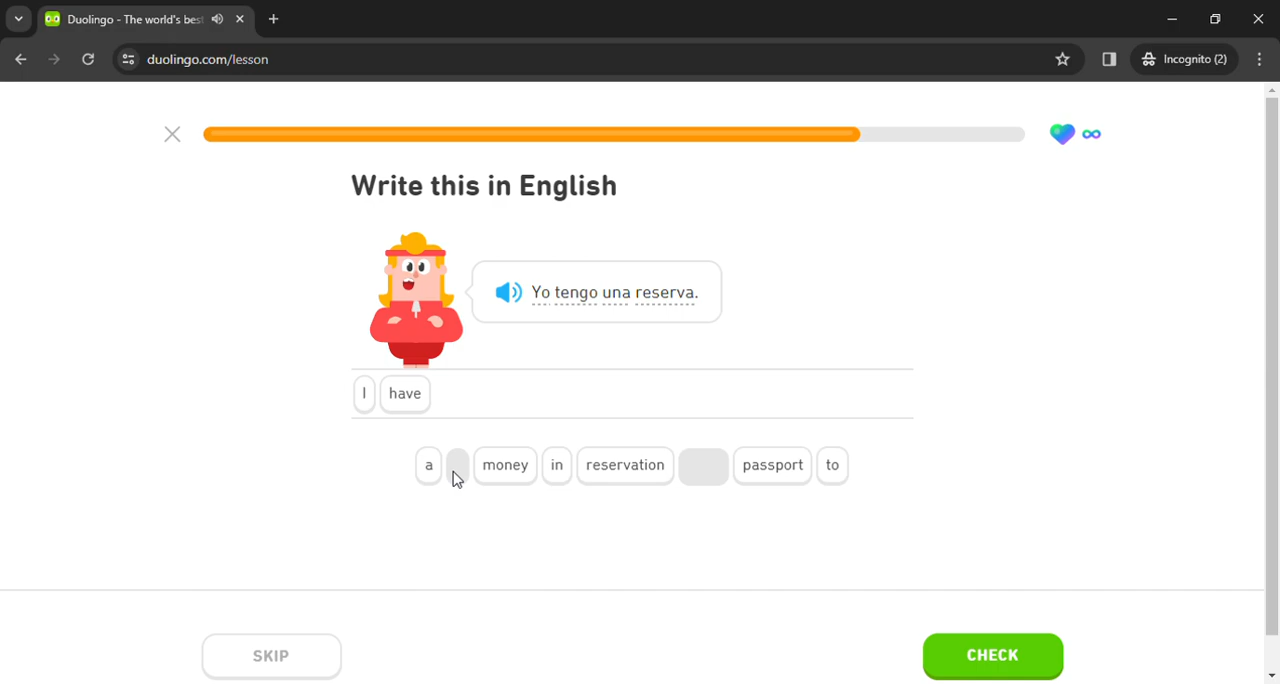 Duolingo - The world's best
duolingo.com/lesson
Incognito (2)
Write this in English
Yo tengo una reserva.
I have
a money in reservation passport to
SKIP CHECK